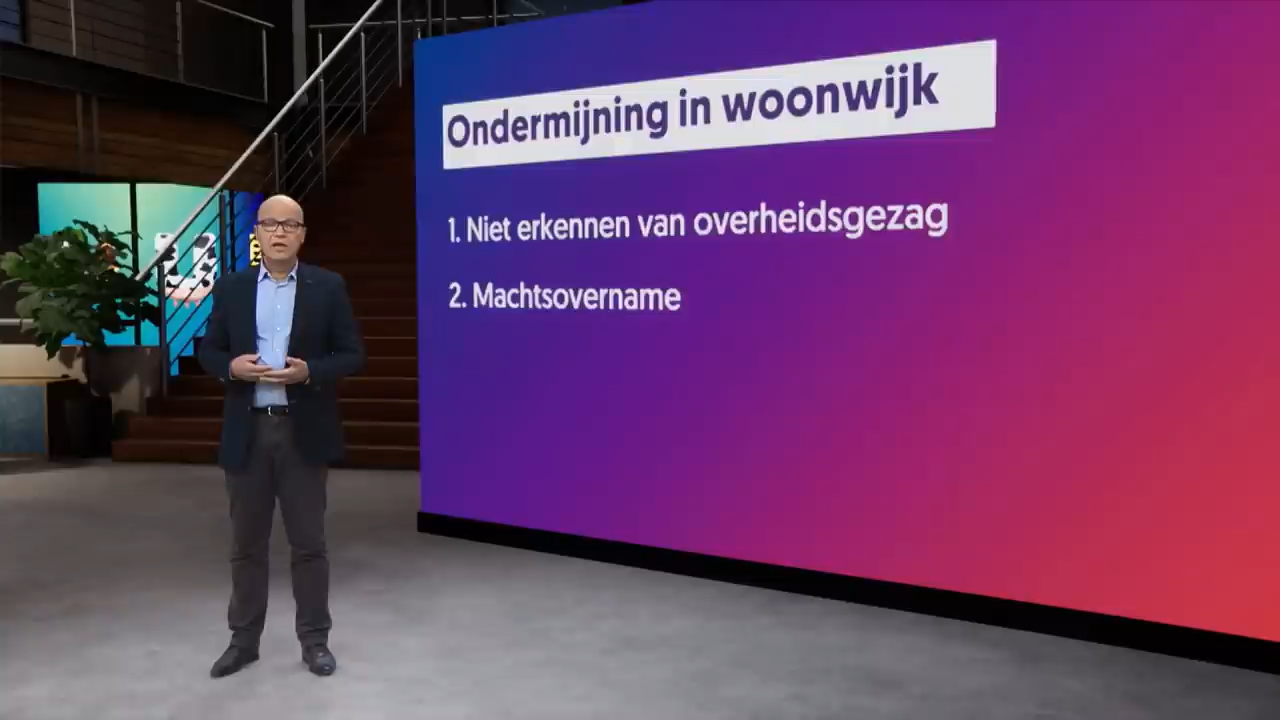 Ondermijning in woonwijk
1. Niet erkennen van overheidsgezag
2. Machtsovername